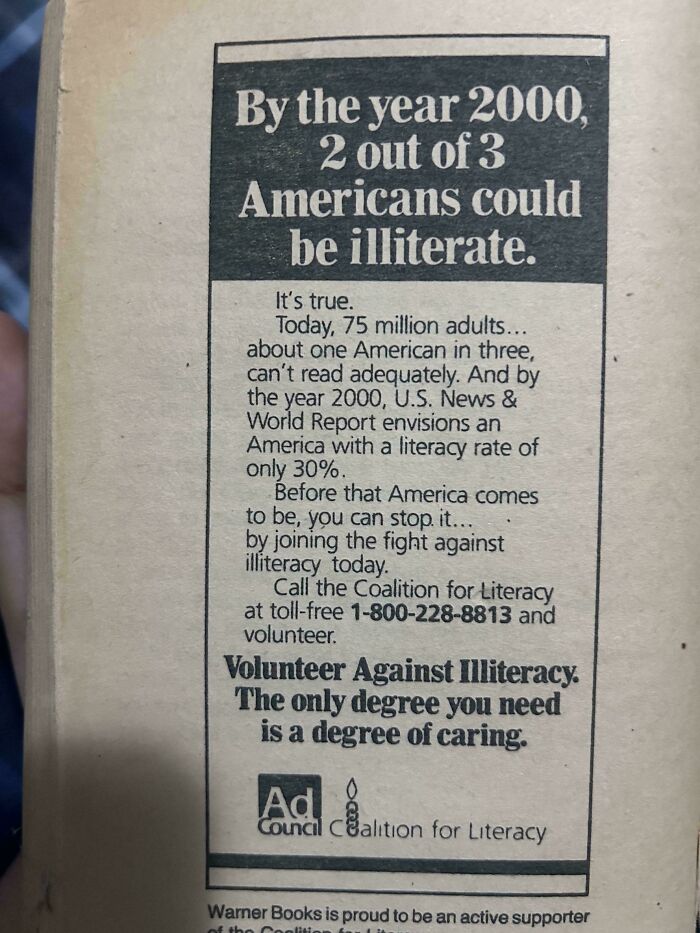 By the year 2000,
2 out of 3
Americans could
be illiterate.
It's true.
Today, 75 million adults...
about one American in three,
can't read adequately. And by
the year 2000, U.S. News &
World Report envisions an
America with a literacy rate of
only 30%.
Before that America comes
to be, you can stop it...
by joining the fight against
illiteracy today.
Call the Coalition for Literacy
at toll-free 1-800-228-8813 and
volunteer.
Volunteer Against Illiteracy.
The only degree you need
is a degree of caring.
Ad
Council
Coalition for Literacy
Warner Books is proud to be an active supporter
of the Coalition for